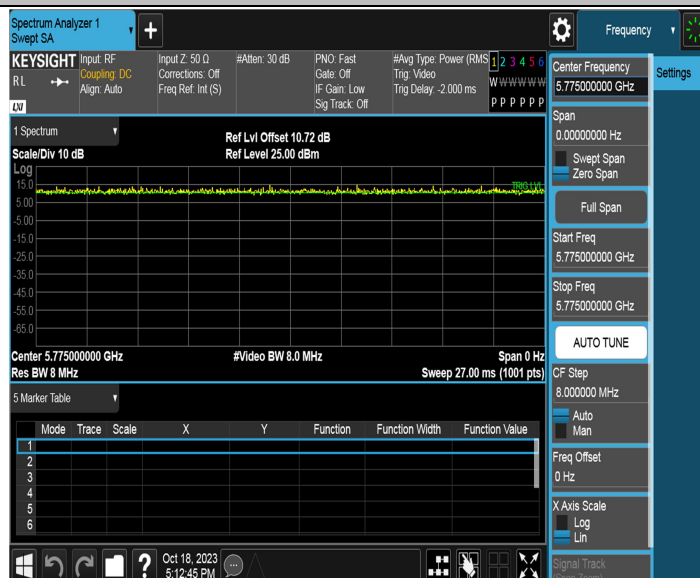 Spectrum Analyzer 1
Swept SA
+
Frequency
KEYSIGHT
RL
LXI
Input: RF
Coupling: DC
Align: Auto
Input Z: 50 Ω
Corrections: Off
Freq Ref: Int (S)
#Atten: 30 dB
PNO: Fast
Gate: Off
IF Gain: Low
Sig Track: Off
#Avg Type: Power (RMS
Trig: Video
Trig Delay: -2.000 ms
1 2 3 4 5 6
W W W W W W
P P P P P P
Center Frequency
5.775000000 GHz
Settings
Span
0.00000000 Hz
Swept Span
Zero Span
Full Span
Start Freq
5.775000000 GHz
Stop Freq
5.775000000 GHz
AUTO TUNE
CF Step
8.000000 MHz
Auto
Man
Freq Offset
0 Hz
X Axis Scale
Log
Lin
Signal Track
1 Spectrum
Scale/Div 10 dB
Ref Lvl Offset 10.72 dB
Ref Level 25.00 dBm
Log
15.0
5.00
-5.00
-15.0
-25.0
-35.0
-45.0
-55.0
-65.0
TRIG LVL
Center 5.775000000 GHz
#Video BW 8.0 MHz
Span 0 Hz
Res BW 8 MHz
Sweep 27.00 ms (1001 pts)
5 Marker Table
Mode Trace Scale X Y Function Function Width Function Value
1
2
3
4
5
6
?
Oct 18, 2023
5:12:45 PM